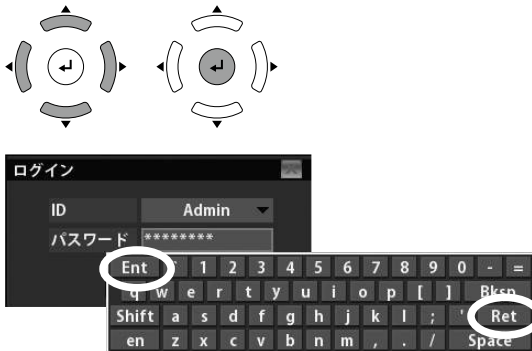 ログイン
ID Admin
パスワード ********
Ent ` 1 2 3 4 5 6 7 8 9 0 - =
q w e r t y u i o p [ ] Bksp
Shift a s d f g h j k l ; ' Ret
en z x c v b n m , . / Space